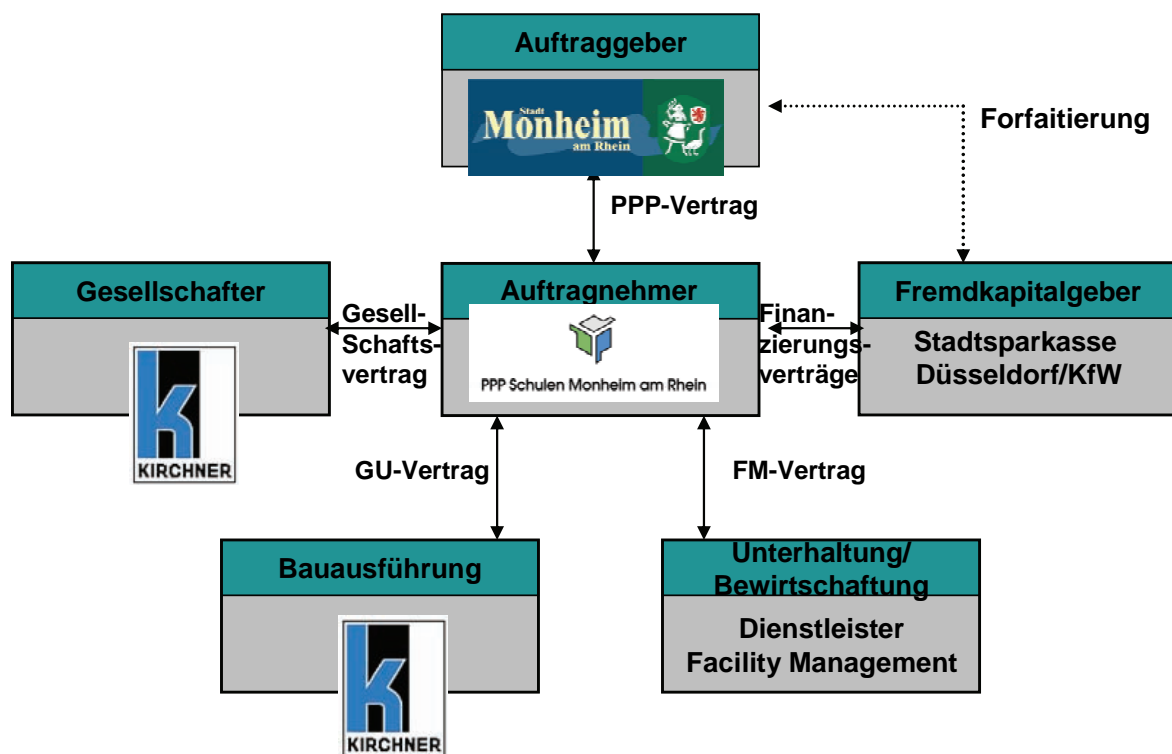 Auftraggeber
Stadt
Monheim
am Rhein
Forfaitierung
PPP-Vertrag
Gesellschafter
KIRCHNER
Gesell-
Schafts-
vertrag
Auftragnehmer
PPP Schulen Monheim am Rhein
Finan-
zierungs-
verträge
Fremdkapitalgeber
Stadtsparkasse
Düsseldorf/KfW
GU-Vertrag
FM-Vertrag
Bauausführung
KIRCHNER
Unterhaltung/
Bewirtschaftung
Dienstleister
Facility Management